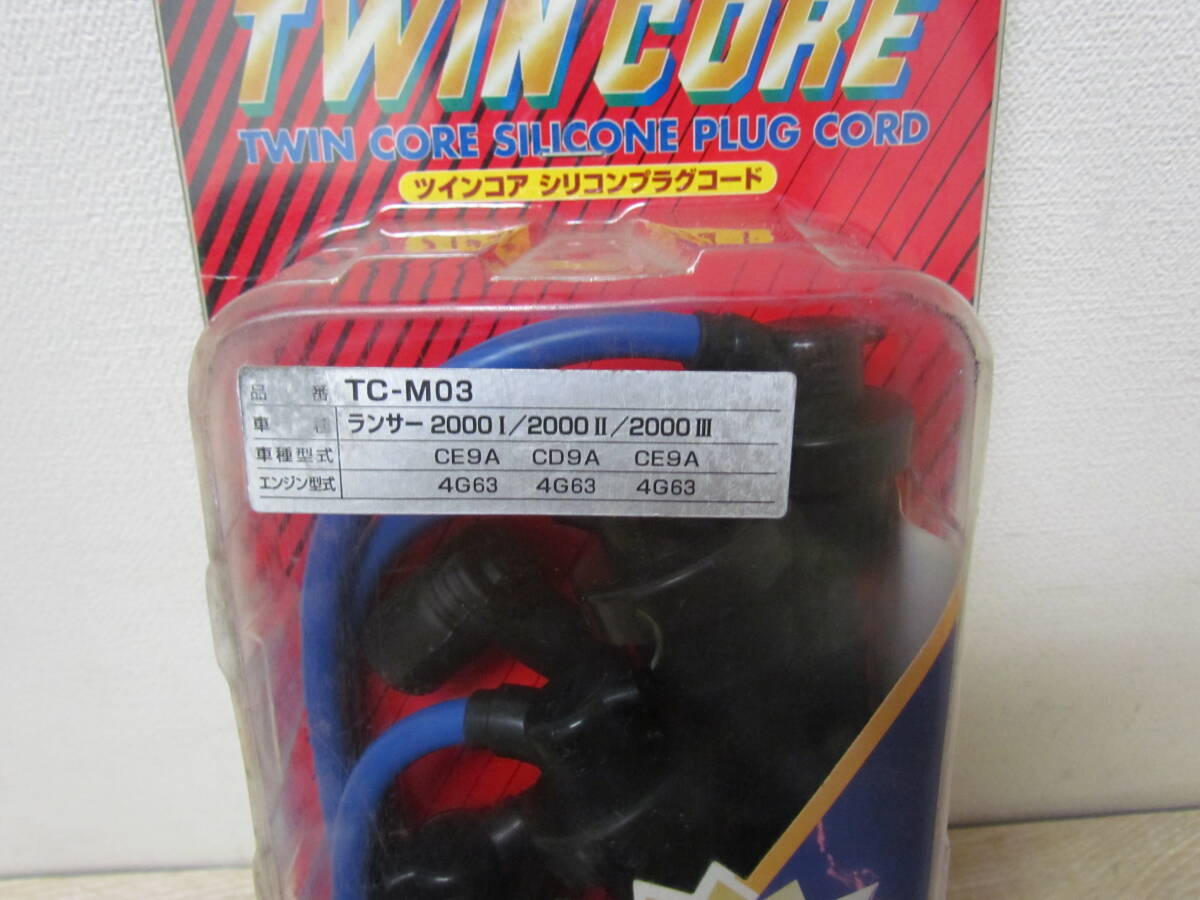 TWIN CORE
TWIN CORE SILICONE PLUG CORD
ツインコア シリコンプラグコード
品 番 TC-M03
車 種 ランサー 2000 I/2000 II/2000 III
車種型式 CE9A CD9A CE9A
エンジン型式 4G63 4G63 4G63